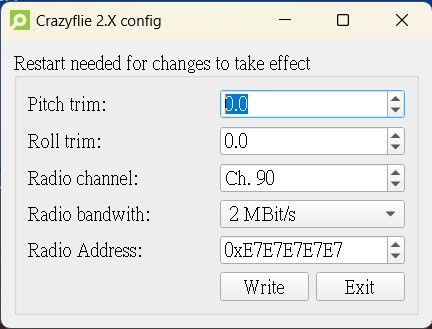 Crazyflie 2.X config
Restart needed for changes to take effect
Pitch trim: 0.0
Roll trim: 0.0
Radio channel: Ch. 90
Radio bandwith: 2 MBit/s
Radio Address: 0xE7E7E7E7E7
Write Exit